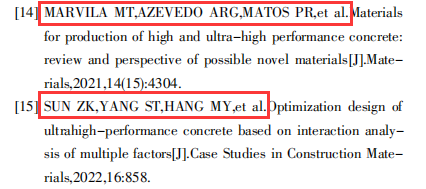 [14] MARVILA MT,AZEVEDO ARG,MATOS PR,et al.Materials
for production of high and ultra-high performance concrete:
review and perspective of possible novel materials[J].Mate-
rials,2021,14(15):4304.
[15] SUN ZK,YANG ST,HANG MY,et al.Optimization design of
ultrahigh-performance concrete based on interaction analy-
sis of multiple factors[J].Case Studies in Construction Mate-
rials,2022,16:858.